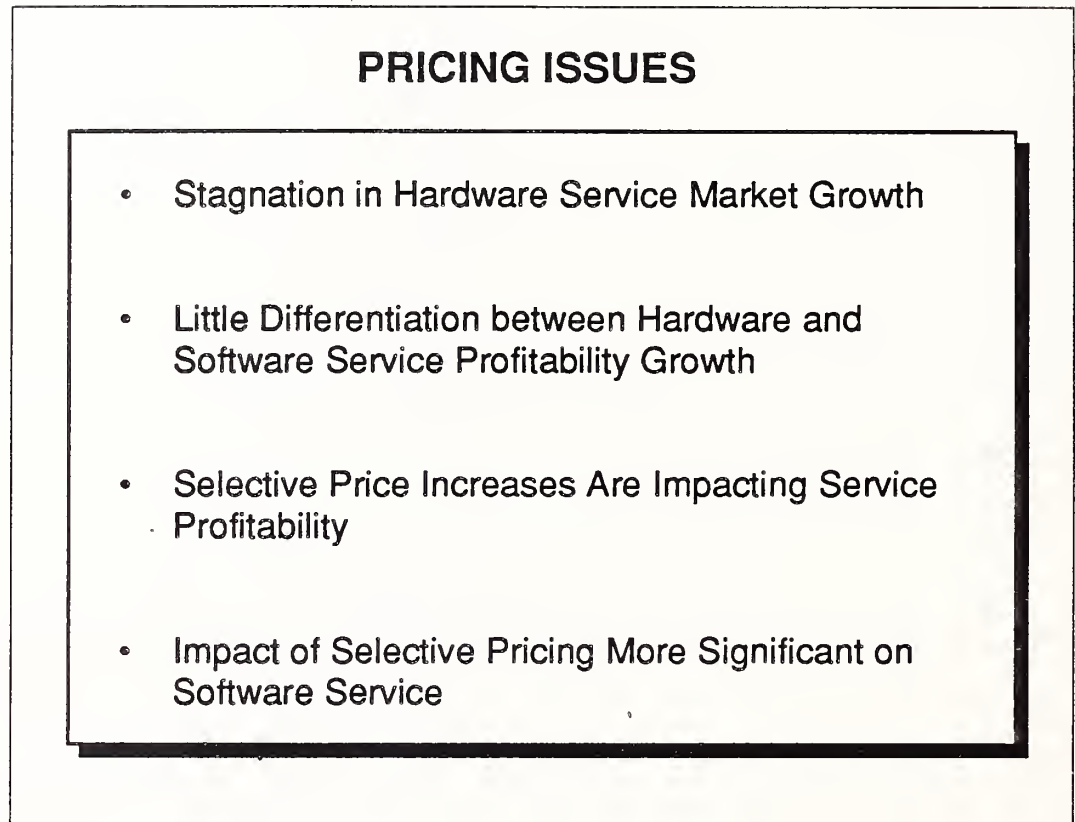 PRICING ISSUES
• Stagnation in Hardware Service Market Growth
• Little Differentiation between Hardware and
Software Service Profitability Growth
• Selective Price Increases Are Impacting Service
Profitability
• Impact of Selective Pricing More Significant on
Software Service